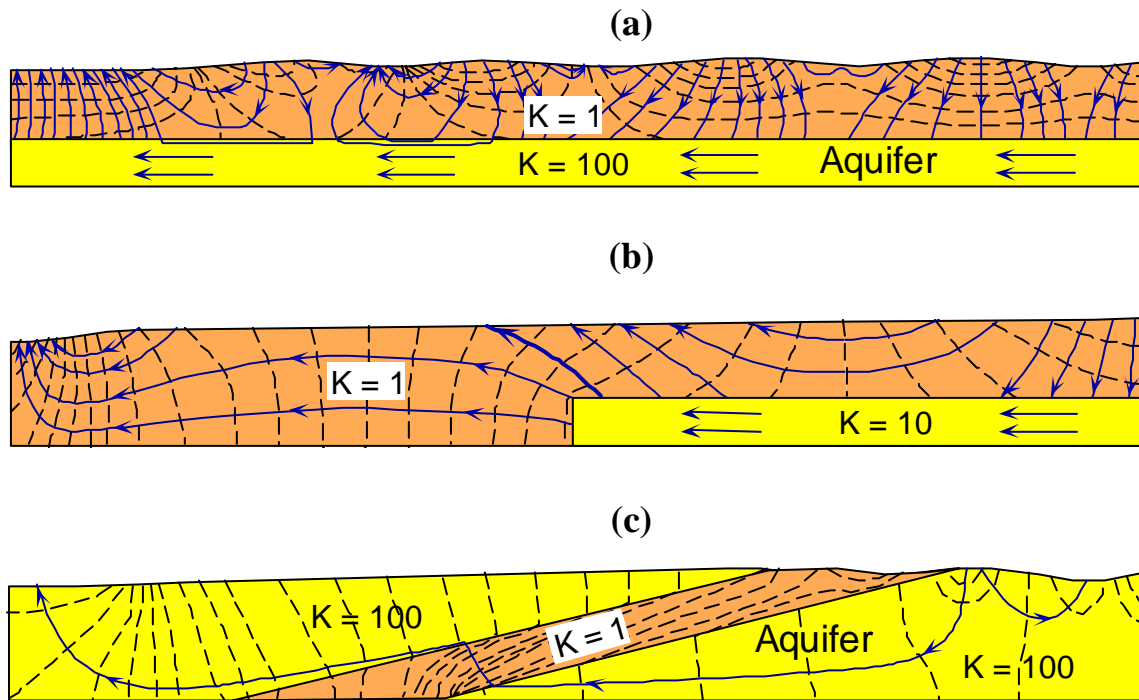 (a)
K = 1
K = 100 Aquifer
(b)
K = 1
K = 10
(c)
K = 100
K = 1
Aquifer
K = 100